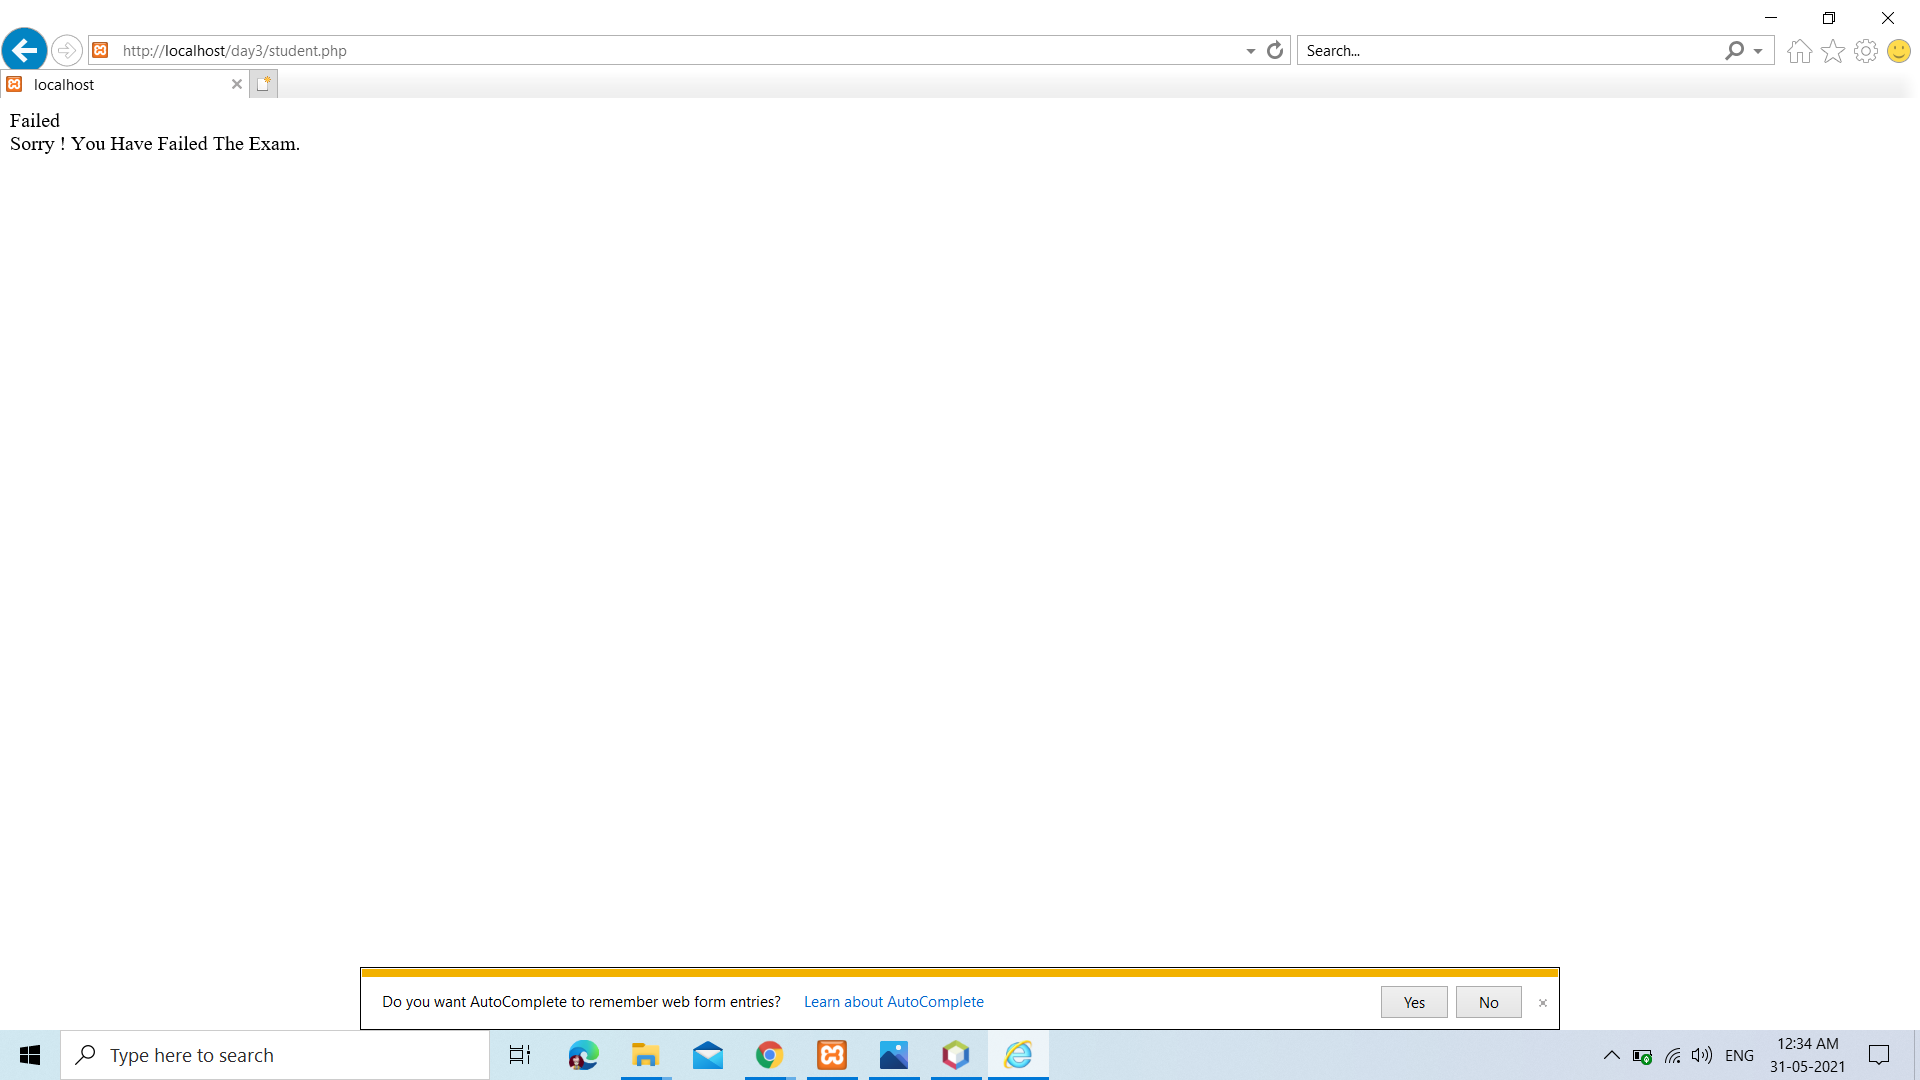 http://localhost/day3/student.php
Search...
localhost
Failed
Sorry ! You Have Failed The Exam.
Do you want AutoComplete to remember web form entries? Learn about AutoComplete
Yes
No
Type here to search
ENG
12:34 AM
31-05-2021